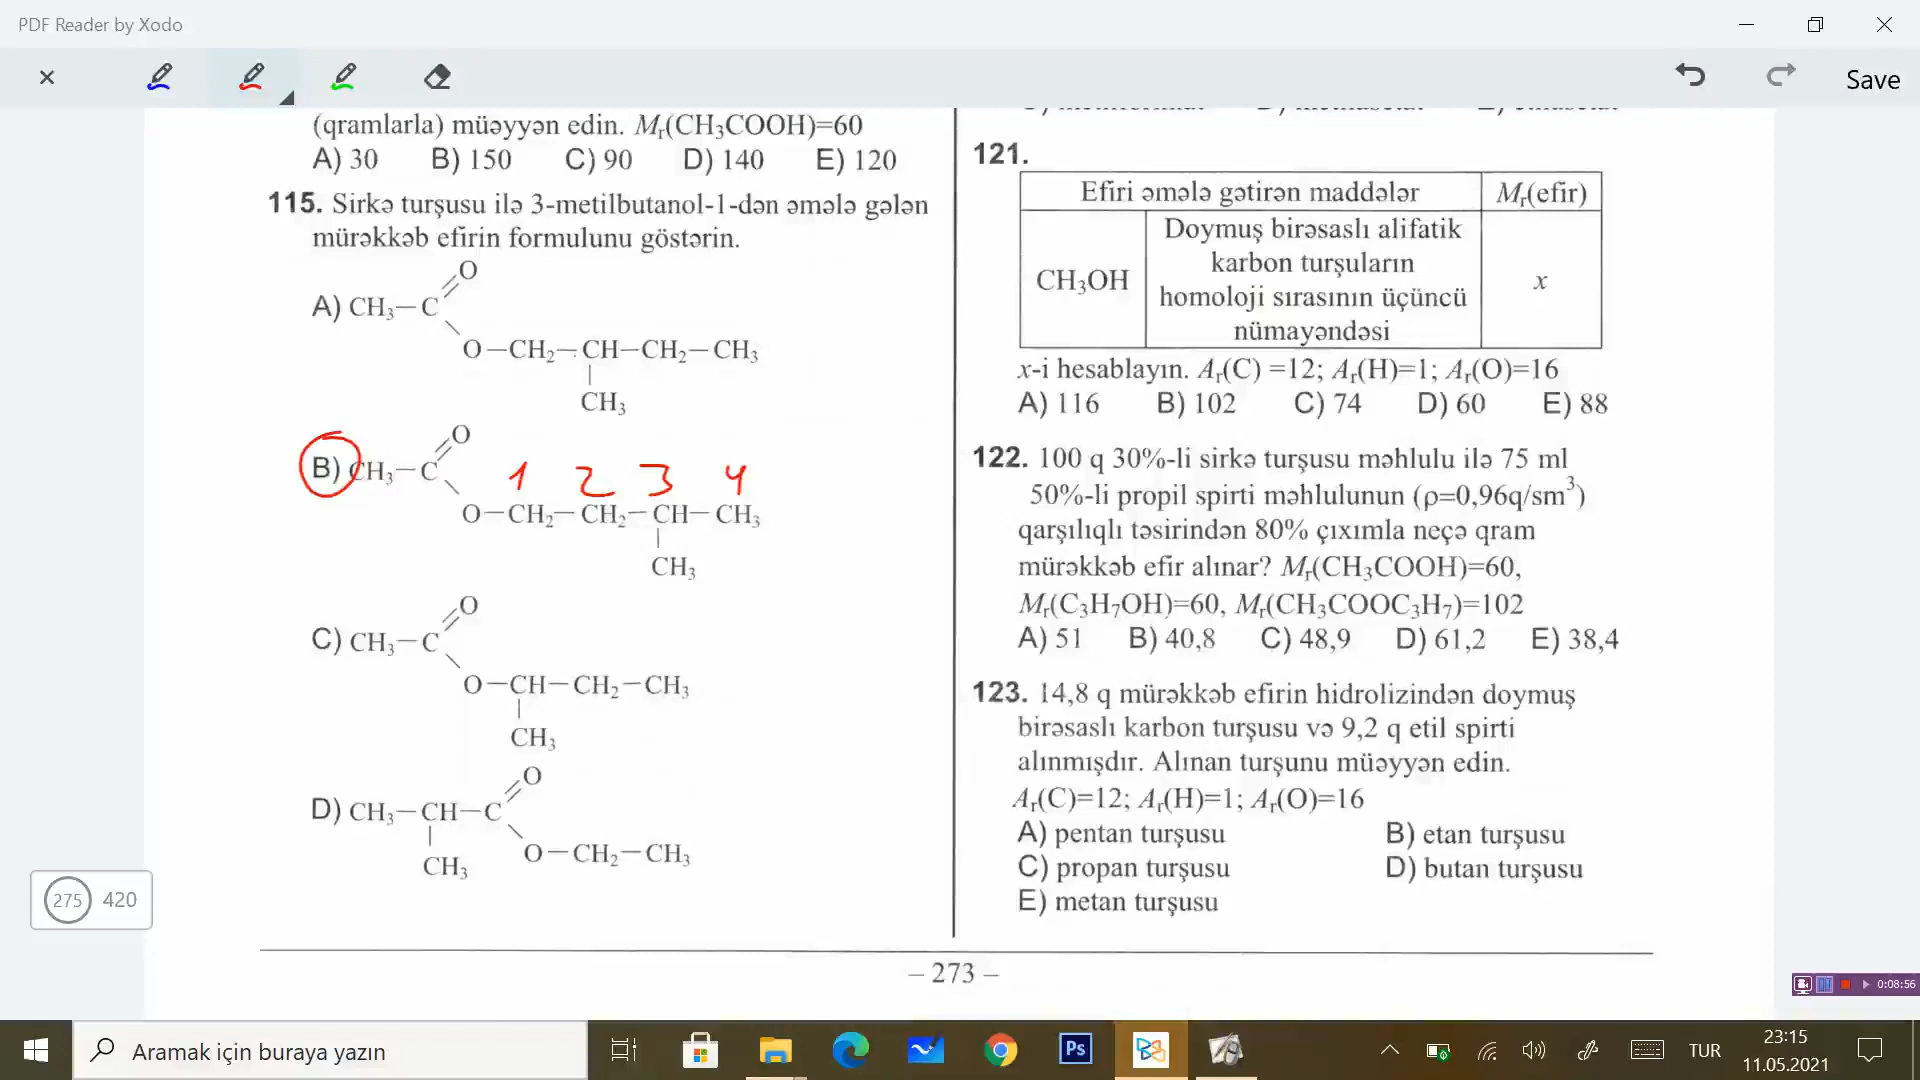 PDF Reader by Xodo
Save
(qramlarla) müəyyən edin. Mr(CH3COOH)=60
A) 30 B) 150 C) 90 D) 140 E) 120
115. Sirkə turşusu ilə 3-metilbutanol-1-dən əmələ gələn
mürəkkəb efirin formulunu göstərin.
O
A) CH3—C
O—CH2—CH—CH2—CH3
CH3
O
B) CH3—C
1 2 3 4
O—CH2—CH2—CH—CH3
CH3
O
C) CH3—C
O—CH—CH2—CH3
CH3
O
D) CH3—CH—C
CH3
O—CH2—CH3
121.
Efiri əmələ gətirən maddələr Mr(efir)
CH3OH
Doymuş birəsaslı alifatik
karbon turşuların
homoloji sırasının üçüncü
nümayəndəsi
x
x-i hesablayın. Ar(C) =12; Ar(H)=1; Ar(O)=16
A) 116 B) 102 C) 74 D) 60 E) 88
122. 100 q 30%-li sirkə turşusu məhlulu ilə 75 ml
50%-li propil spirti məhlulunun (ρ=0,96q/sm³)
qarşılıqlı təsirindən 80% çıxımla neçə qram
mürəkkəb efir alınar? Mr(CH3COOH)=60,
Mr(C3H7OH)=60, Mr(CH3COOC3H7)=102
A) 51 B) 40,8 C) 48,9 D) 61,2 E) 38,4
123. 14,8 q mürəkkəb efirin hidrolizindən doymuş
birəsaslı karbon turşusu və 9,2 q etil spirti
alınmışdır. Alınan turşunu müəyyən edin.
Ar(C)=12; Ar(H)=1; Ar(O)=16
A) pentan turşusu B) etan turşusu
C) propan turşusu D) butan turşusu
E) metan turşusu
275 420
– 273 –
0:08:56
Aramak için buraya yazın
Ps
TUR
23:15
11.05.2021